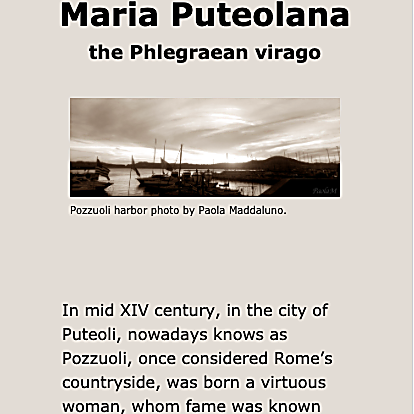 Maria Puteolana
the Phlegraean virago
PaolaM
Pozzuoli harbor photo by Paola Maddaluno.
In mid XIV century, in the city of
Puteoli, nowadays knows as
Pozzuoli, once considered Rome’s
countryside, was born a virtuous
woman, whom fame was known